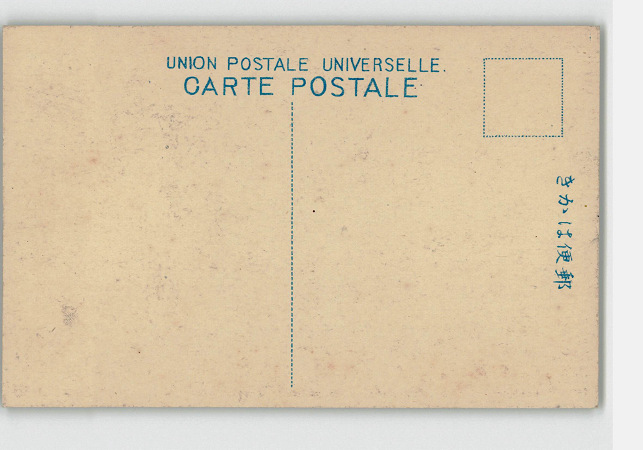 UNION POSTALE UNIVERSELLE.
CARTE POSTALE
きかは便郵